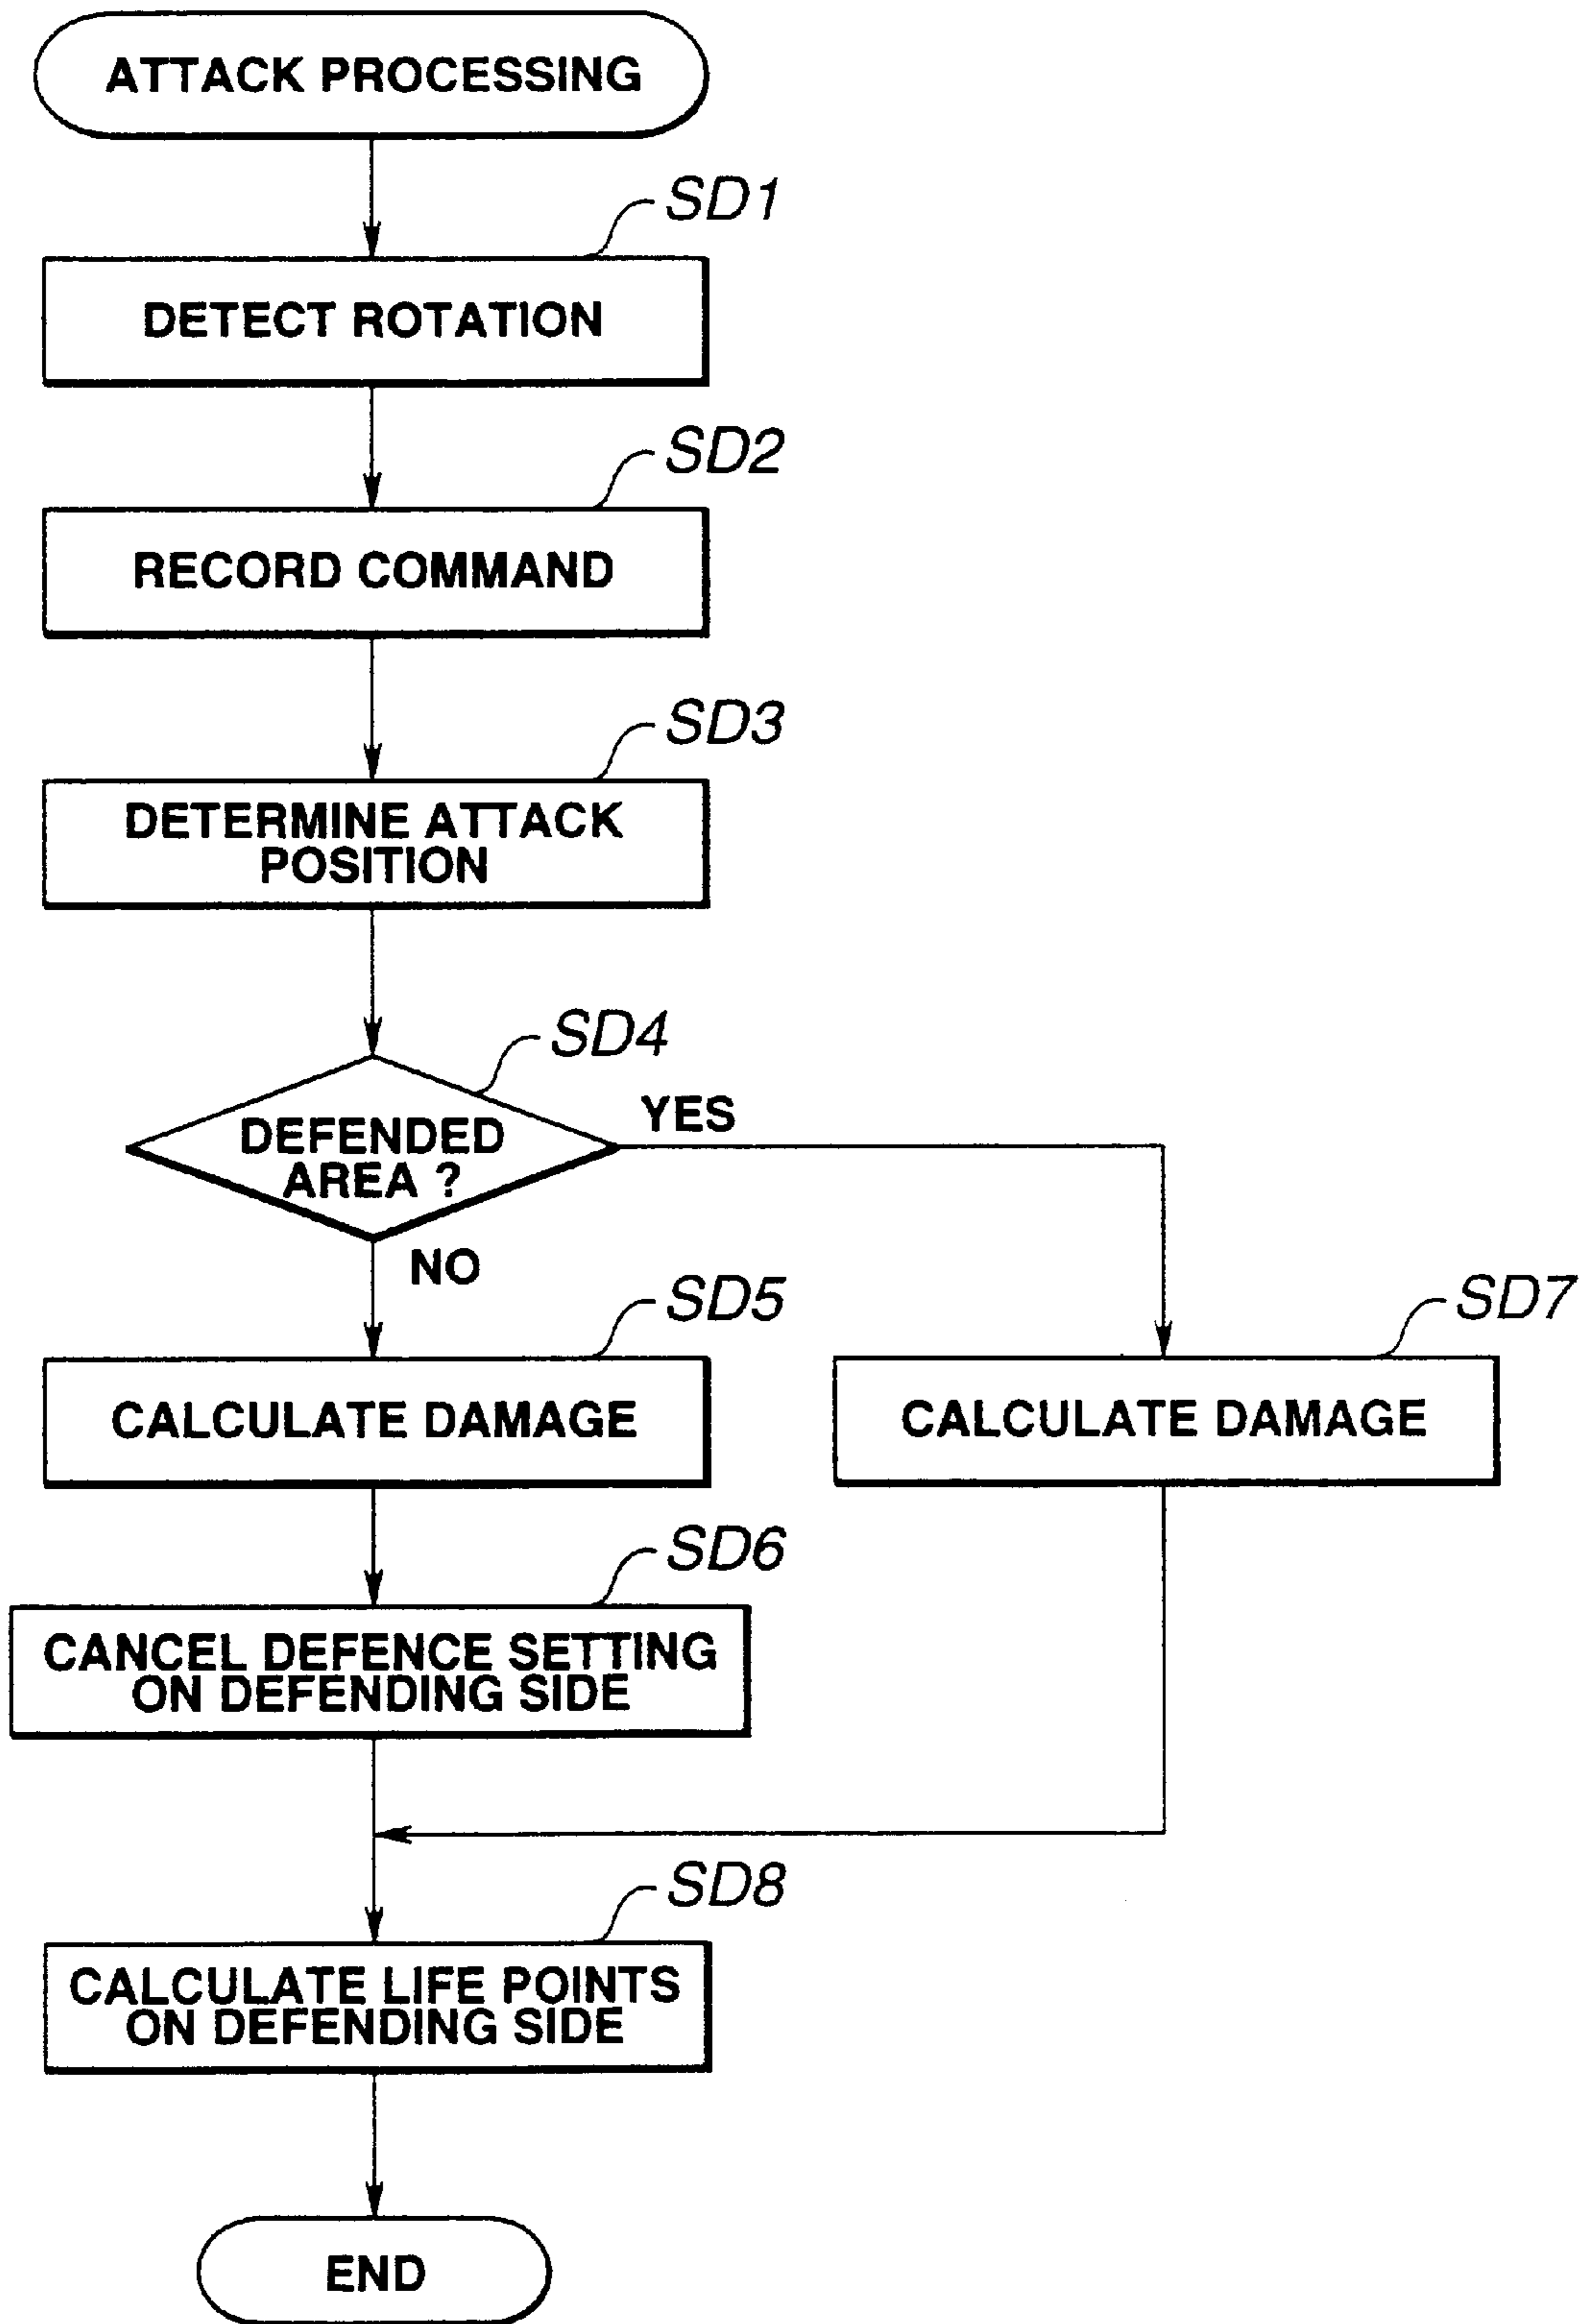 ATTACK PROCESSING
SD1
DETECT ROTATION
SD2
RECORD COMMAND
SD3
DETERMINE ATTACK
POSITION
SD4
DEFENDED
AREA ?
YES
NO
SD5
CALCULATE DAMAGE
SD7
CALCULATE DAMAGE
SD6
CANCEL DEFENCE SETTING
ON DEFENDING SIDE
SD8
CALCULATE LIFE POINTS
ON DEFENDING SIDE
END